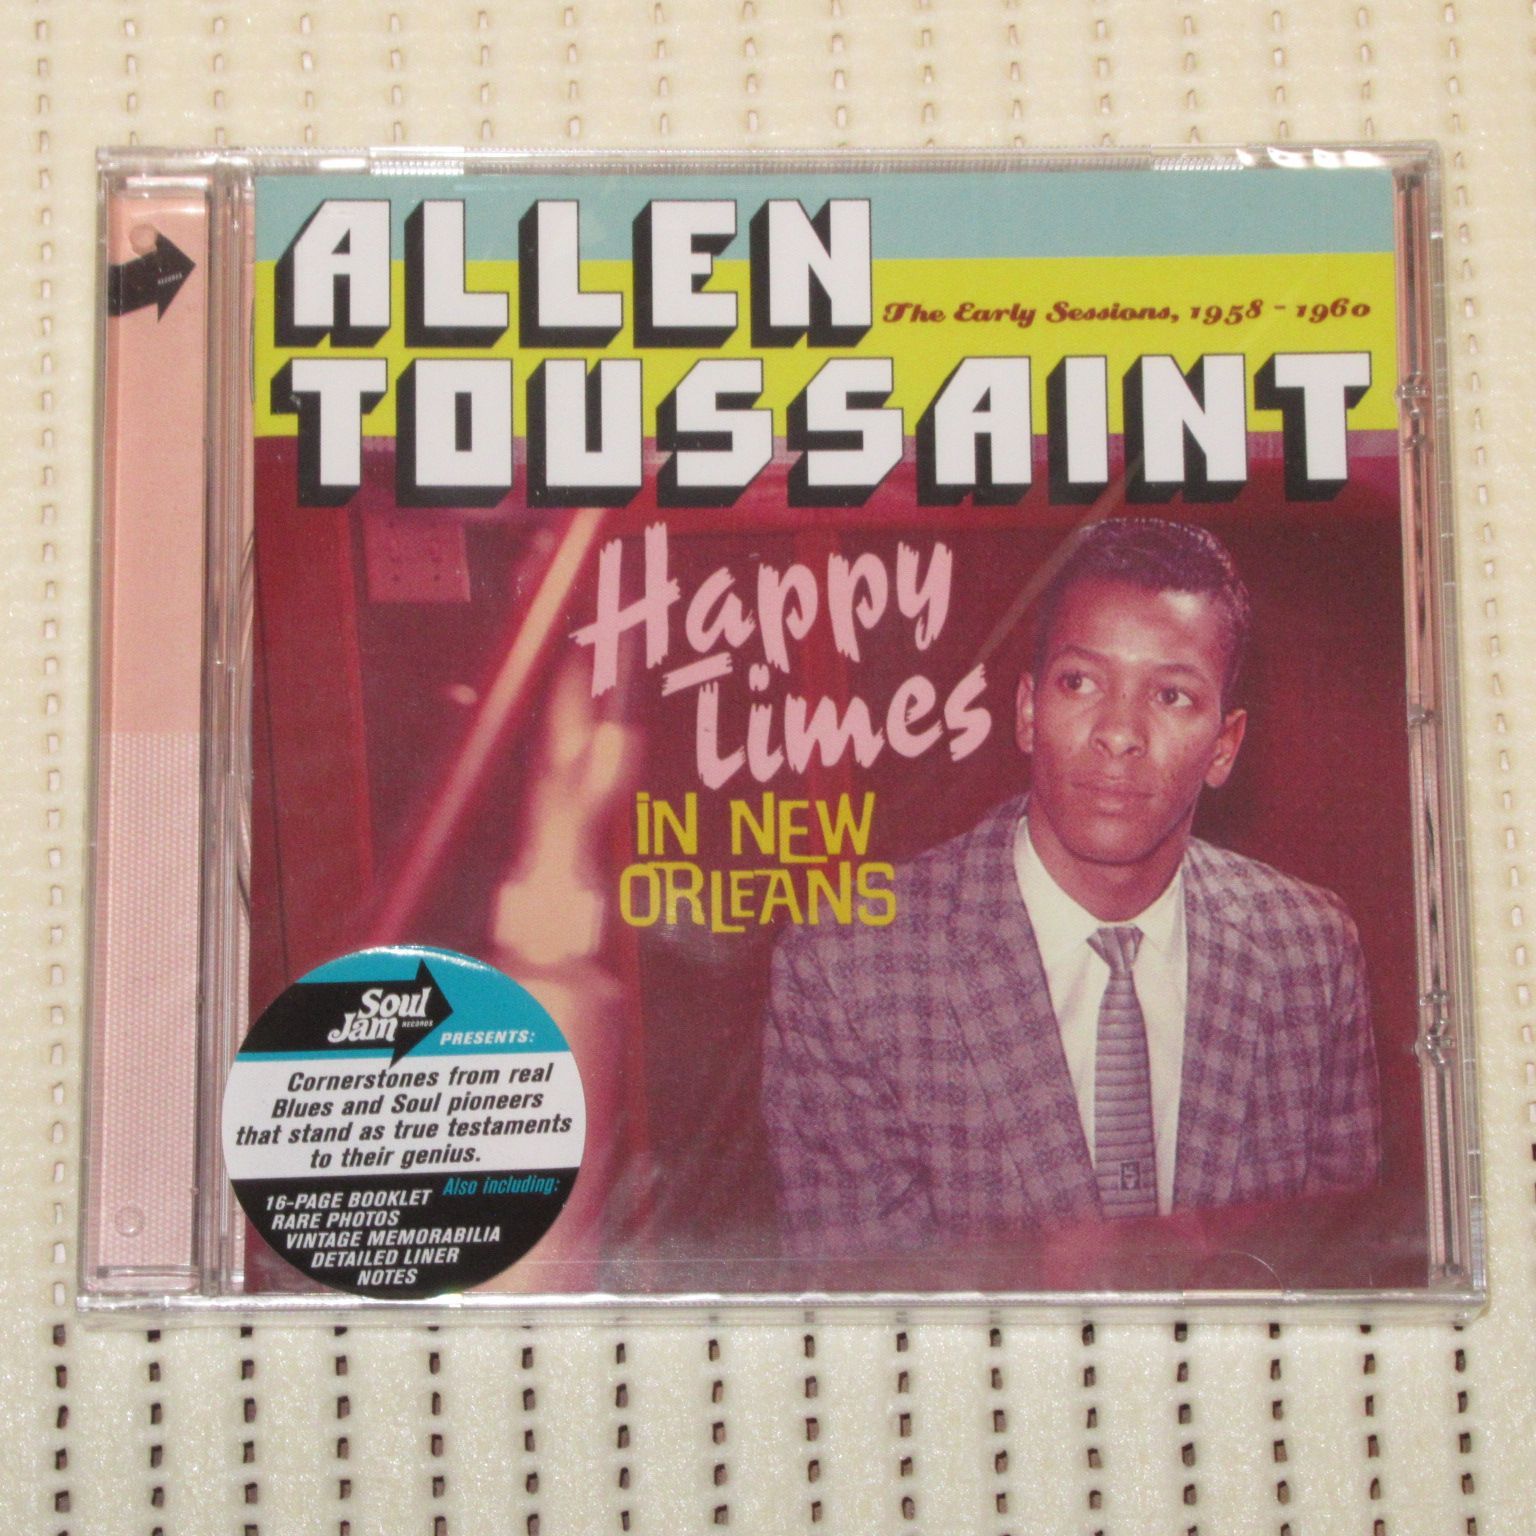 ALLEN
The Early Sessions, 1958 - 1960
TOUSSAINT
Happy
Times
IN NEW
ORLEANS
Soul
Jam
RECORDS
PRESENTS:
Cornerstones from real
Blues and Soul pioneers
that stand as true testaments
to their genius.
Also including:
16-PAGE BOOKLET
RARE PHOTOS
VINTAGE MEMORABILIA
DETAILED LINER
NOTES